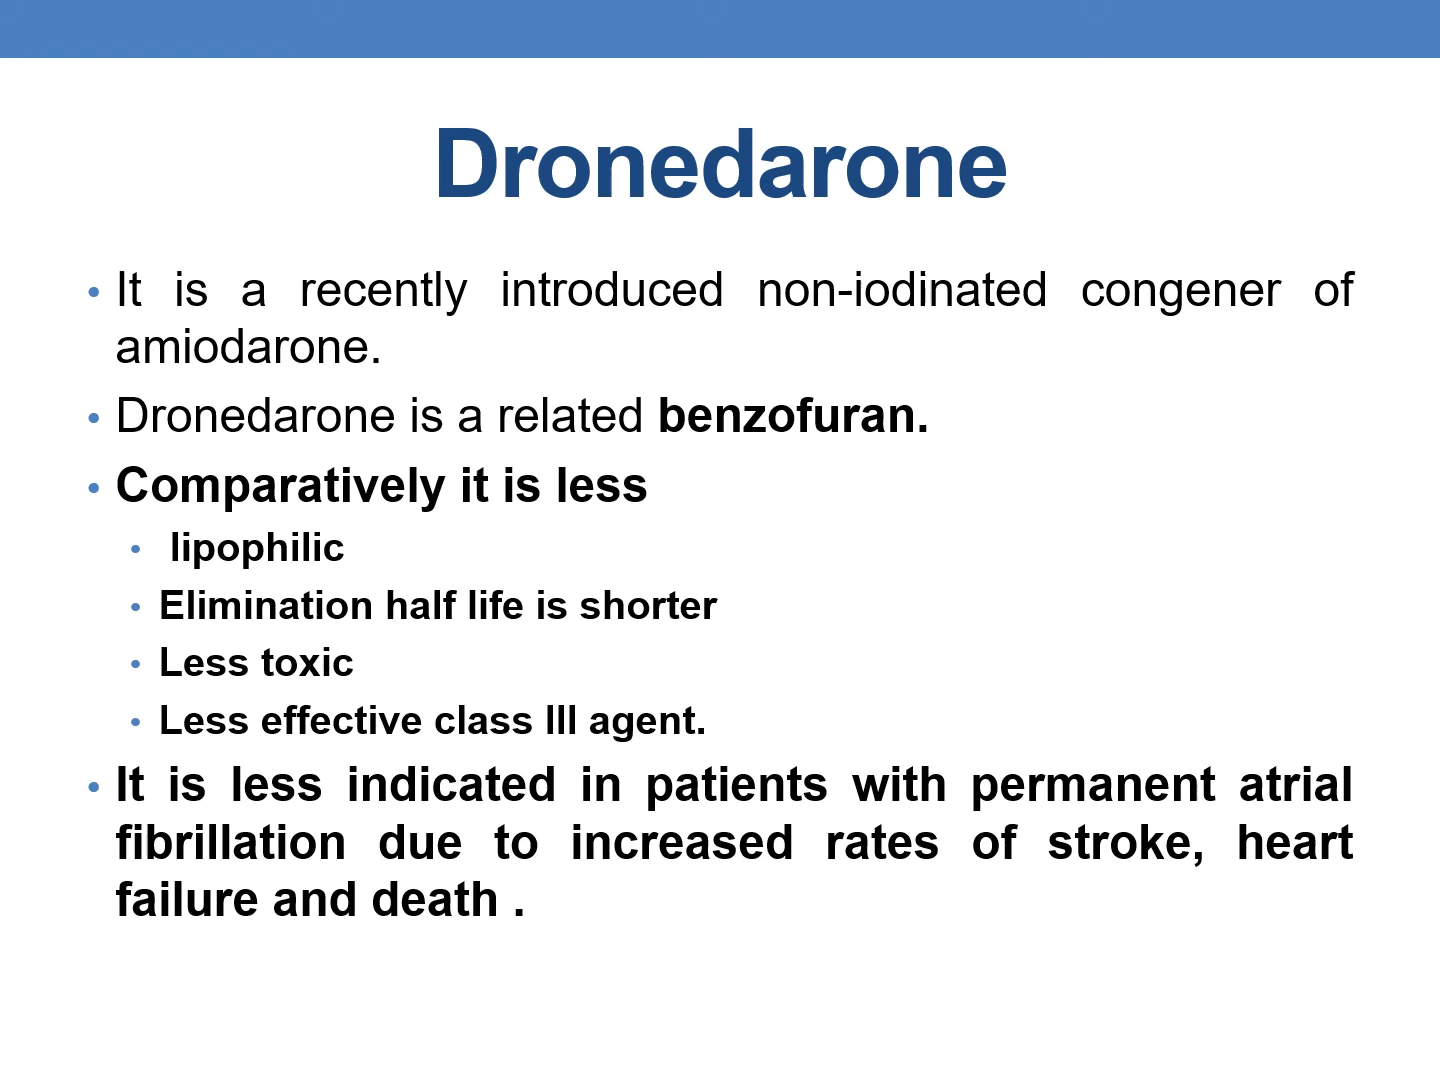 Dronedarone
• It is a recently introduced non-iodinated congener of
amiodarone.
• Dronedarone is a related benzofuran.
• Comparatively it is less
• lipophilic
• Elimination half life is shorter
• Less toxic
• Less effective class III agent.
• It is less indicated in patients with permanent atrial
fibrillation due to increased rates of stroke, heart
failure and death .